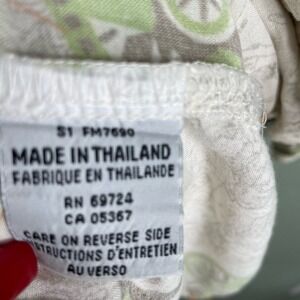 S1 FM7690
MADE IN THAILAND
FABRIQUE EN THAILANDE
RN 69724
CA 05367
CARE ON REVERSE SIDE
INSTRUCTIONS D'ENTRETIEN
AU VERSO